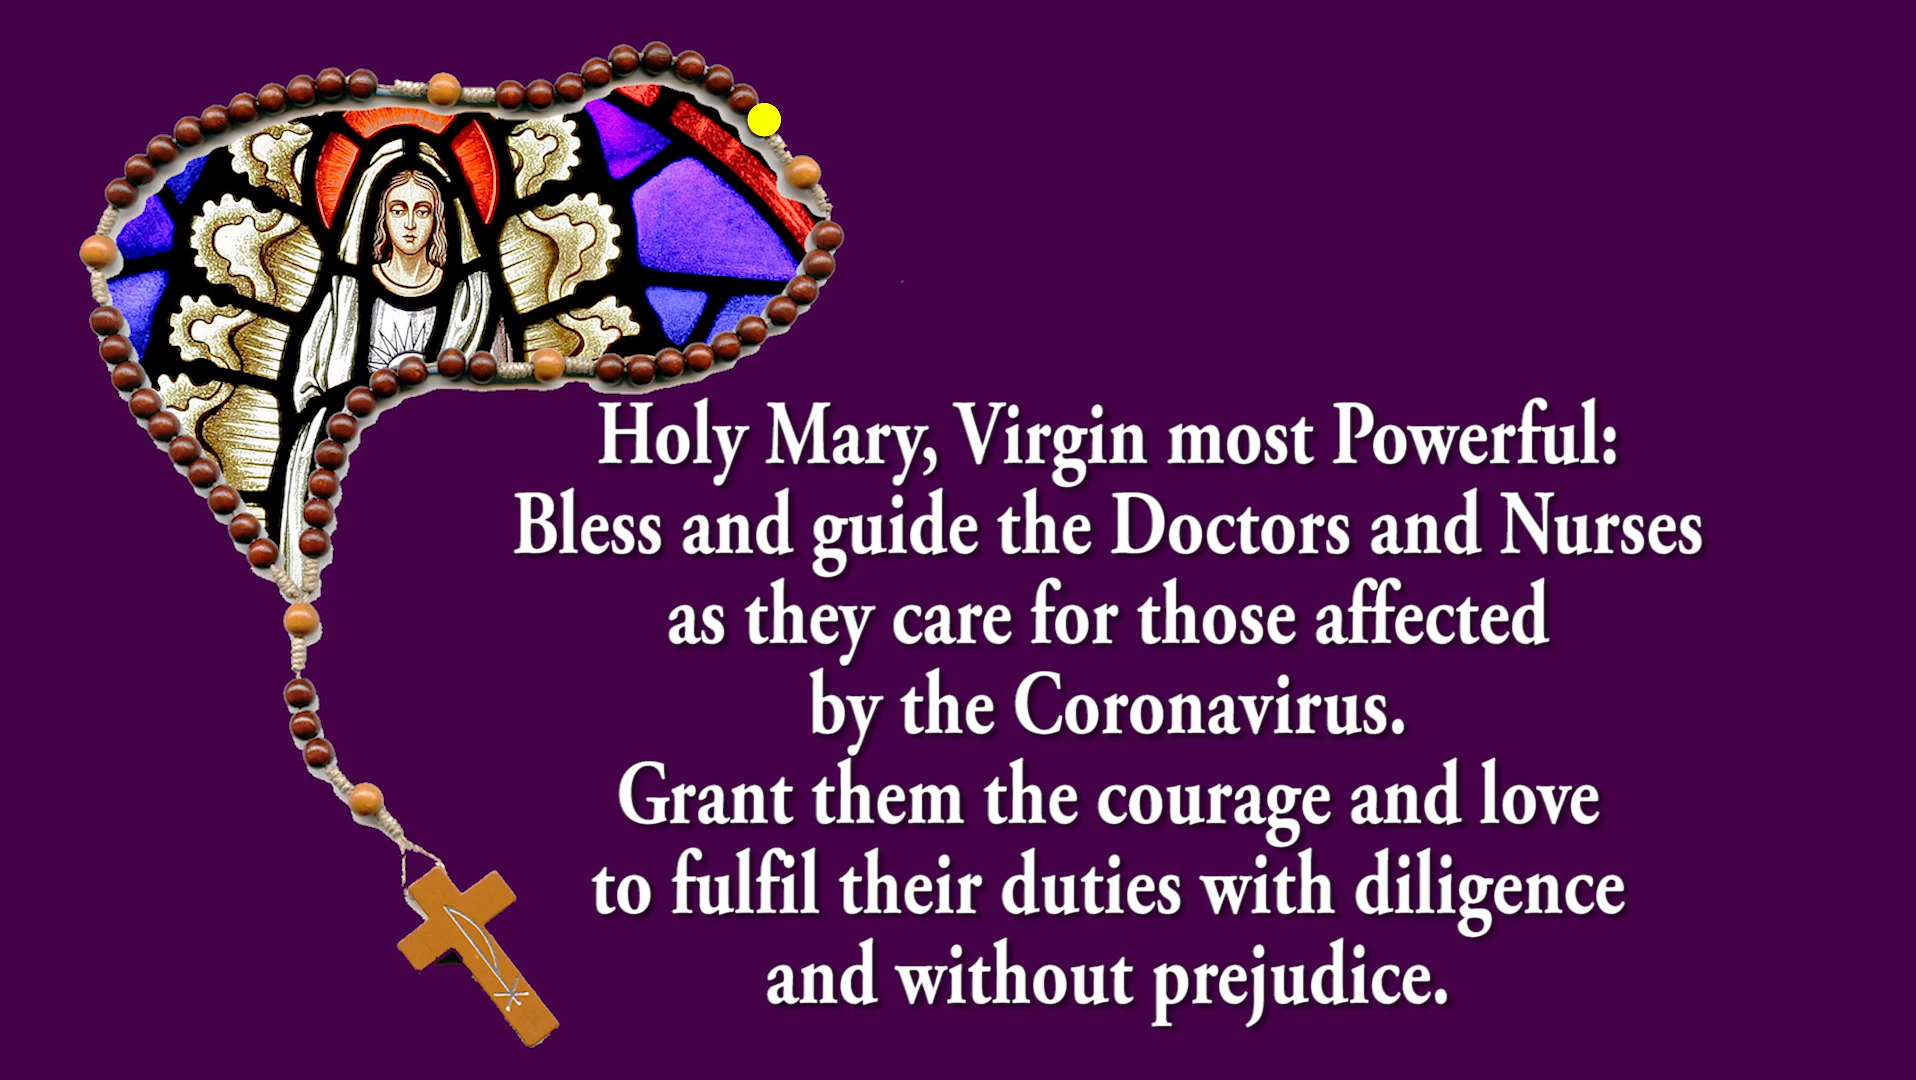 Holy Mary, Virgin most Powerful:
Bless and guide the Doctors and Nurses
as they care for those affected
by the Coronavirus.
Grant them the courage and love
to fulfil their duties with diligence
and without prejudice.